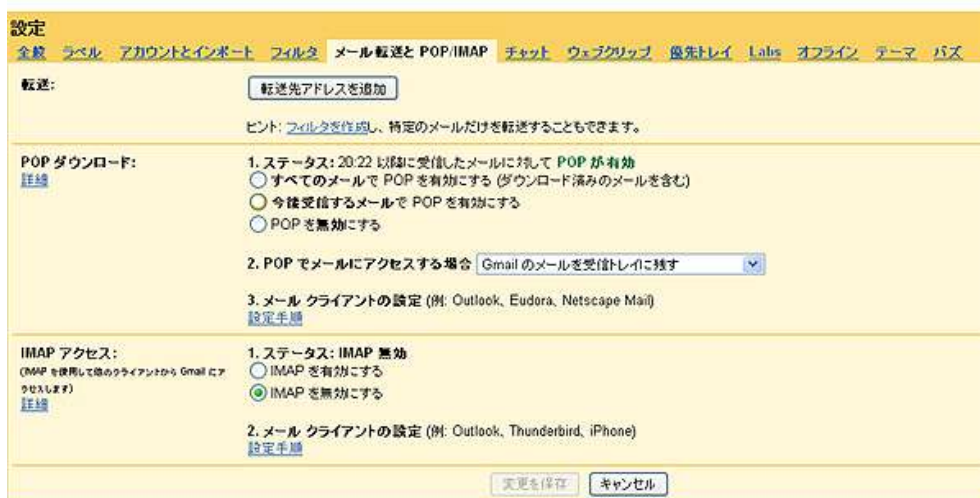 設定
全般 ラベル アカウントとインポート フィルタ メール転送と POP/IMAP チャット ウェブクリップ 優先トレイ Labs オフライン テーマ バズ
転送:
転送先アドレスを追加
ヒント: フィルタを作成し、特定のメールだけを転送することもできます。
POP ダウンロード:
詳細
1. ステータス: 20:22 以降に受信したメールに対して POP が有効
すべてのメールで POP を有効にする (ダウンロード済みのメールを含む)
今後受信するメールで POP を有効にする
POP を無効にする
2. POP でメールにアクセスする場合 Gmail のメールを受信トレイに残す
3. メール クライアントの設定 (例: Outlook、Eudora、Netscape Mail)
設定手順
IMAP アクセス:
(IMAP を使用して他のクライアントから Gmail にア
クセスします)
詳細
1. ステータス: IMAP 無効
IMAP を有効にする
IMAP を無効にする
2. メール クライアントの設定 (例: Outlook、Thunderbird、iPhone)
設定手順
変更を保存 キャンセル